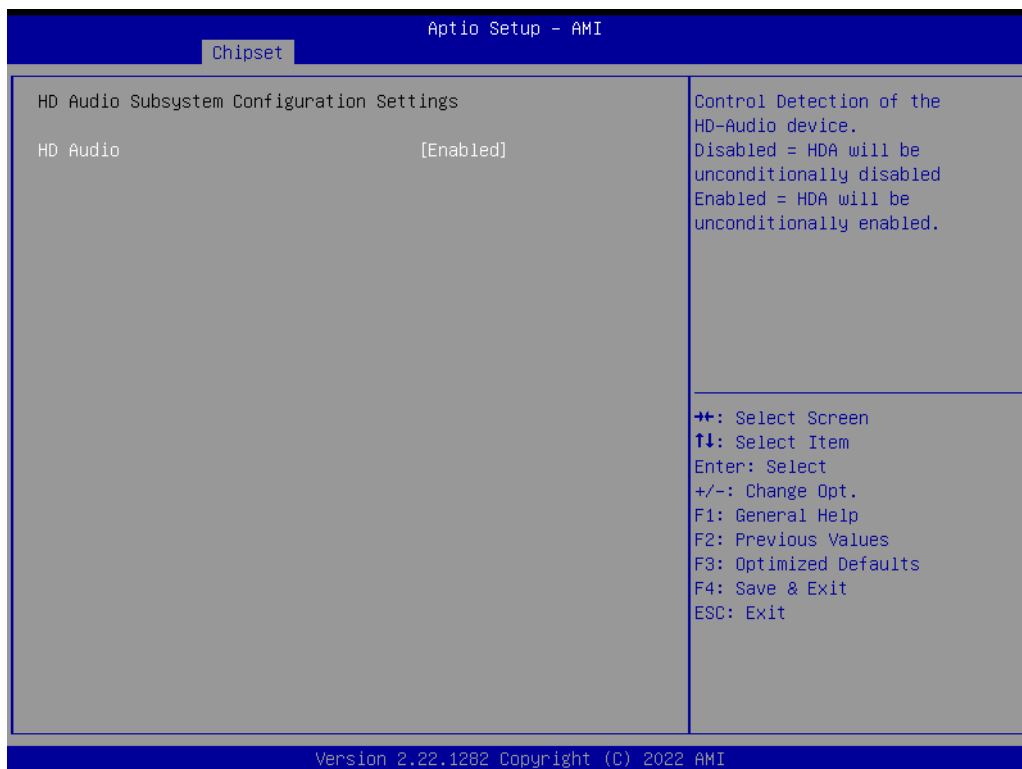 Aptio Setup – AMI
Chipset
HD Audio Subsystem Configuration Settings
HD Audio [Enabled]
Control Detection of the
HD-Audio device.
Disabled = HDA will be
unconditionally disabled
Enabled = HDA will be
unconditionally enabled.
→←: Select Screen
↑↓: Select Item
Enter: Select
+/-: Change Opt.
F1: General Help
F2: Previous Values
F3: Optimized Defaults
F4: Save & Exit
ESC: Exit
Version 2.22.1282 Copyright (C) 2022 AMI